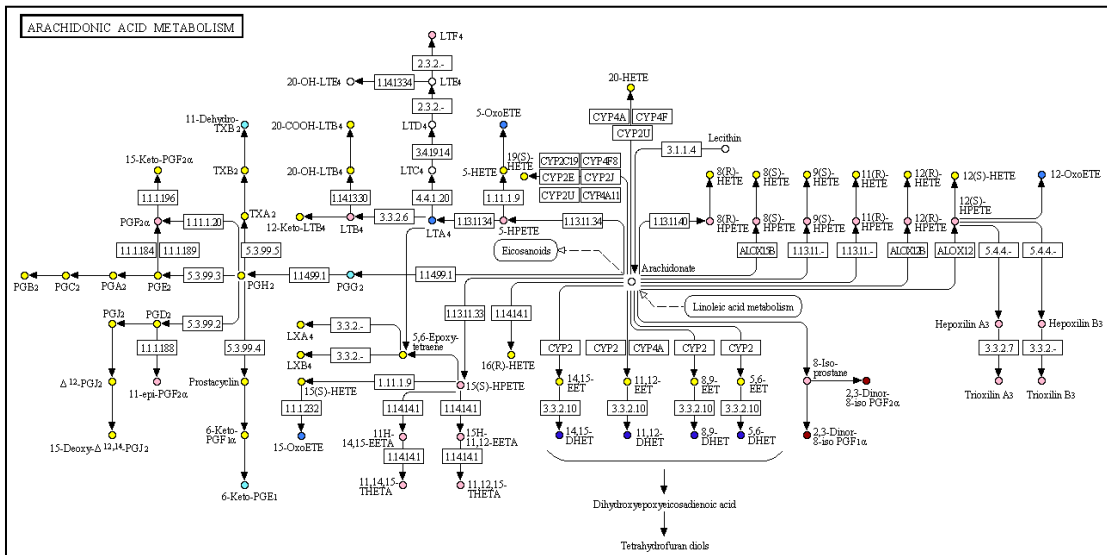 ARACHIDONIC ACID METABOLISM
LTF4
2.3.2.-
20-OH-LTE4
1.14.13.34
LTE4
20-HETE
2.3.2.-
CYP4A
CYP4F
CYP2U
11-Dehydro-
TXB2
20-COOH-LTB4
LTD4
5-OxoETE
Lecithin
3.1.1.4
3.4.19.14
19(S)-
HETE
CYP2C19
CYP4F8
CYP2E
CYP2J
CYP2U
CYP4A11
15-Keto-PGF2α
TXB2
20-OH-LTB4
LTC4
5-HETE
8(R)-
HETE
8(S)-
HETE
9(S)-
HETE
11(R)-
HETE
12(R)-
HETE
12(S)-HETE
12-OxoETE
1.1.1.196
1.14.13.30
4.4.1.20
1.11.1.9
12(S)-
HPETE
PGF2α
1.1.1.20
TXA2
12-Keto-LTB4
LTB4
3.3.2.6
LTA4
1.13.11.34
5-HPETE
1.13.11.34
1.13.11.40
8(R)-
HPETE
8(S)-
HPETE
9(S)-
HPETE
11(R)-
HPETE
12(R)-
HPETE
1.1.1.184
1.1.1.189
5.3.99.5
Eicosanoids
ALOX15B
1.13.11.-
1.13.11.-
ALOX12B
ALOX12
5.4.4.-
5.4.4.-
Arachidonate
PGB2
PGC2
PGA2
PGE2
5.3.99.3
PGH2
1.14.99.1
PGG2
1.14.99.1
Linoleic acid metabolism
PGJ2
PGD2
5.3.99.2
1.13.11.33
1.14.14.1
Hepoxilin A3
Hepoxilin B3
LXA4
3.3.2.-
5,6-Epoxy-
tetraene
1.1.1.188
5.3.99.4
LXB4
3.3.2.-
16(R)-HETE
CYP2
CYP2
CYP4A
CYP2
CYP2
3.3.2.7
3.3.2.-
8-Iso-
prostane
Δ12-PGJ2
11-epi-PGF2α
Prostacyclin
15(S)-HETE
1.11.1.9
15(S)-HPETE
14,15-
EET
11,12-
EET
8,9-
EET
5,6-
EET
2,3-Dinor-
8-iso PGF2α
Trioxilin A3
Trioxilin B3
1.1.1.232
1.14.14.1
1.14.14.1
3.3.2.10
3.3.2.10
3.3.2.10
3.3.2.10
15-Deoxy-Δ12,14-PGJ2
6-Keto-
PGF1α
15-OxoETE
11H-
14,15-EETA
15H-
11,12-EETA
14,15-
DHET
11,12-
DHET
8,9-
DHET
5,6-
DHET
2,3-Dinor-
8-iso PGF1α
1.14.14.1
1.14.14.1
6-Keto-PGE1
11,14,15-
THETA
11,12,15-
THETA
Dihydroxyepoxyeicosadienoic acid
Tetrahydrofuran diols